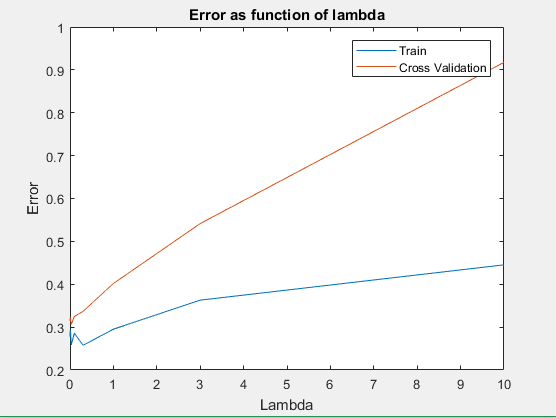 Error as function of lambda
Train
Cross Validation
1
0.9
0.8
0.7
0.6
0.5
0.4
0.3
0.2
Error
0 1 2 3 4 5 6 7 8 9 10
Lambda